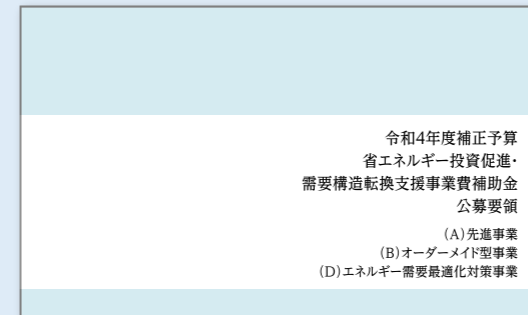 令和4年度補正予算
省エネルギー投資促進・
需要構造転換支援事業費補助金
公募要領
(A)先進事業
(B)オーダーメイド型事業
(D)エネルギー需要最適化対策事業